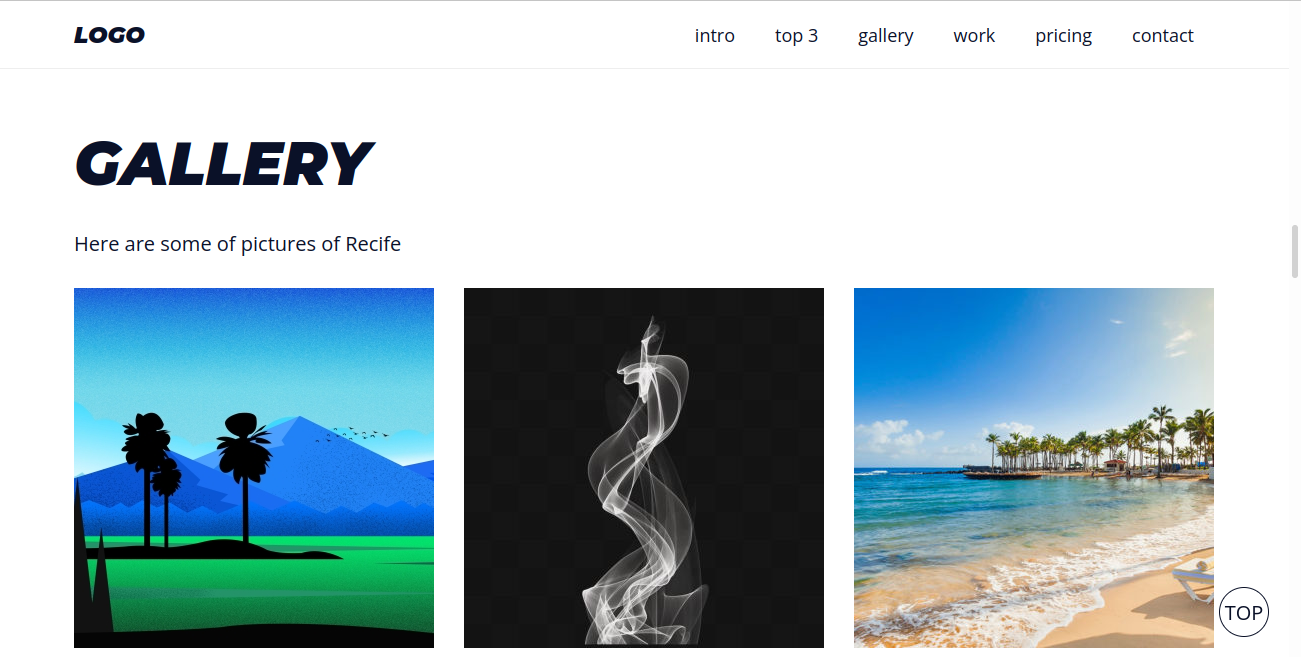 LOGO
intro top 3 gallery work pricing contact
GALLERY
Here are some of pictures of Recife
TOP